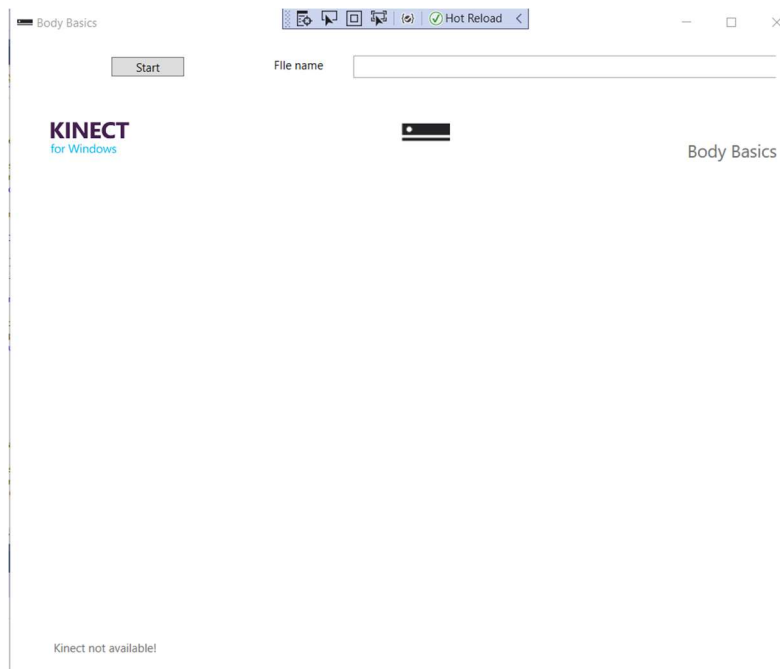 Body Basics
Hot Reload
Start
FIle name
KINECT
for Windows
Body Basics
Kinect not available!